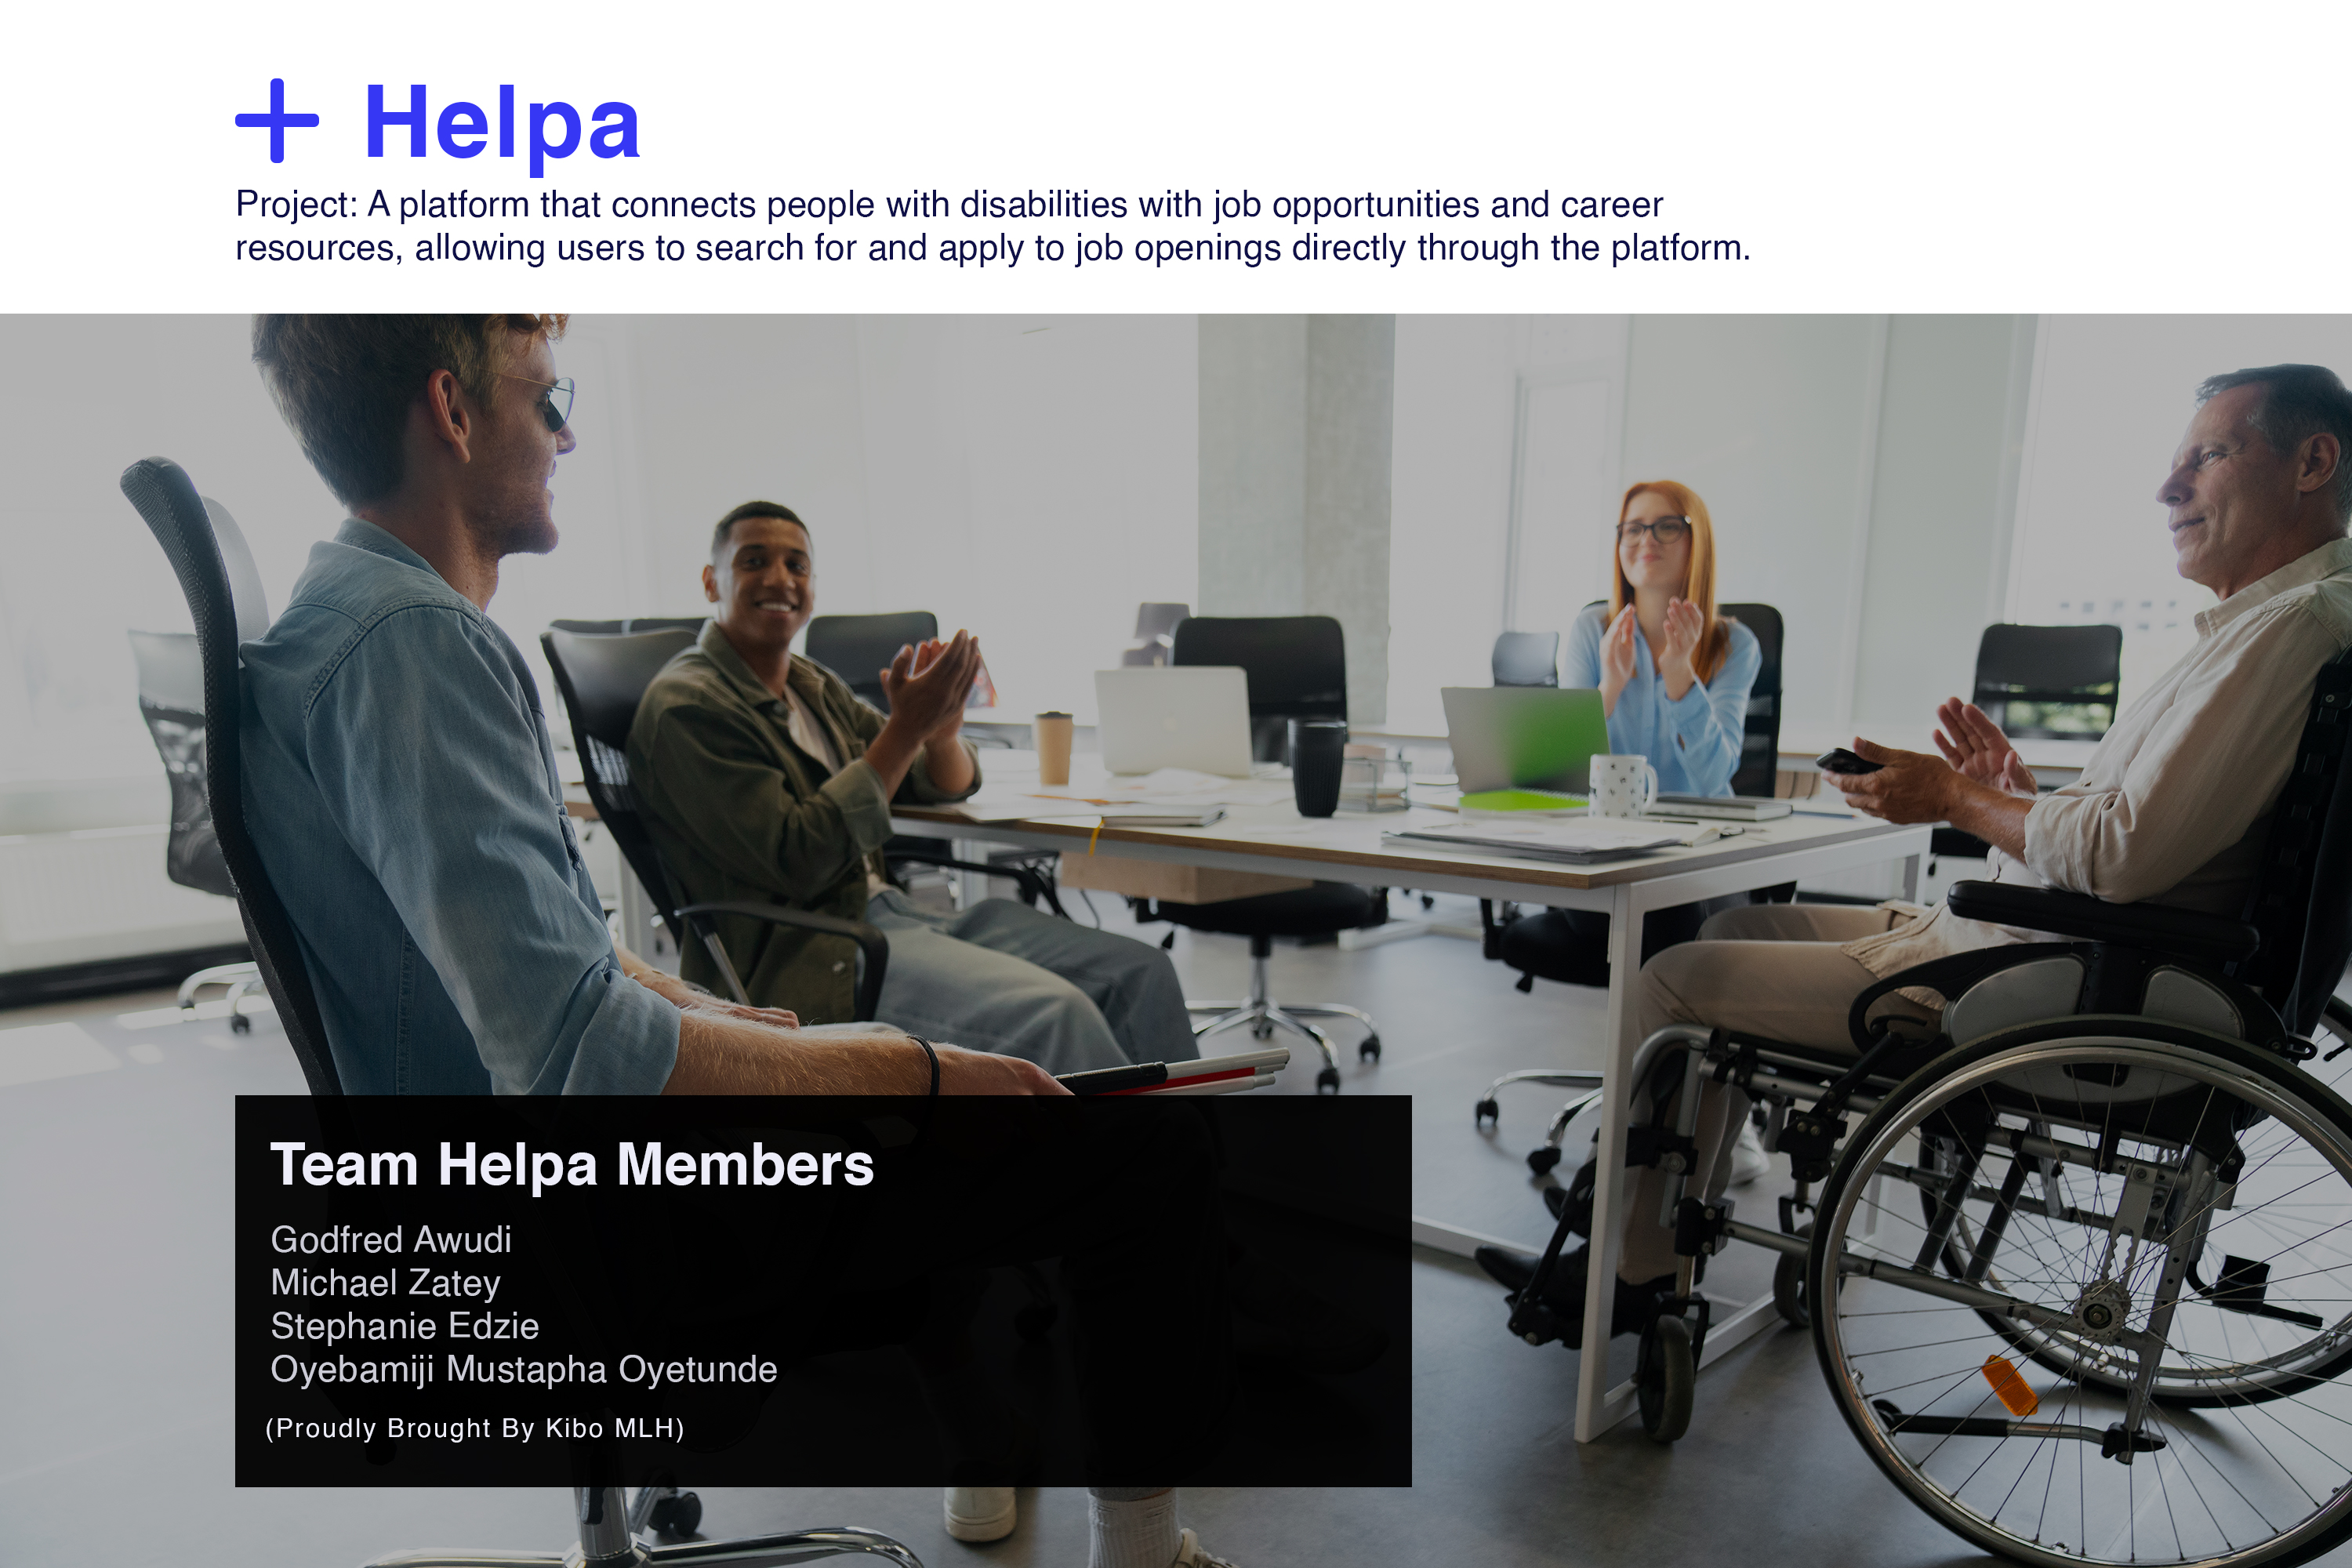 Helpa
Project: A platform that connects people with disabilities with job opportunities and career
resources, allowing users to search for and apply to job openings directly through the platform.
Team Helpa Members
Godfred Awudi
Michael Zatey
Stephanie Edzie
Oyebamiji Mustapha Oyetunde
(Proudly Brought By Kibo MLH)